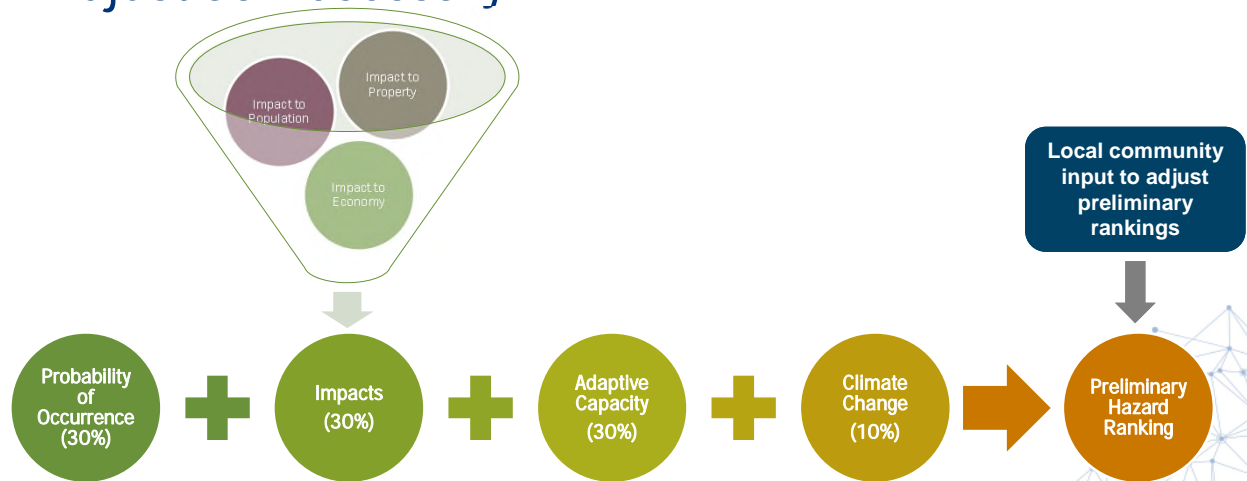 Impact to
Property
Impact to
Population
Impact to
Economy
Local community
input to adjust
preliminary
rankings
Probability
of
Occurrence
(30%)
Impacts
(30%)
Adaptive
Capacity
(30%)
Climate
Change
(10%)
Preliminary
Hazard
Ranking